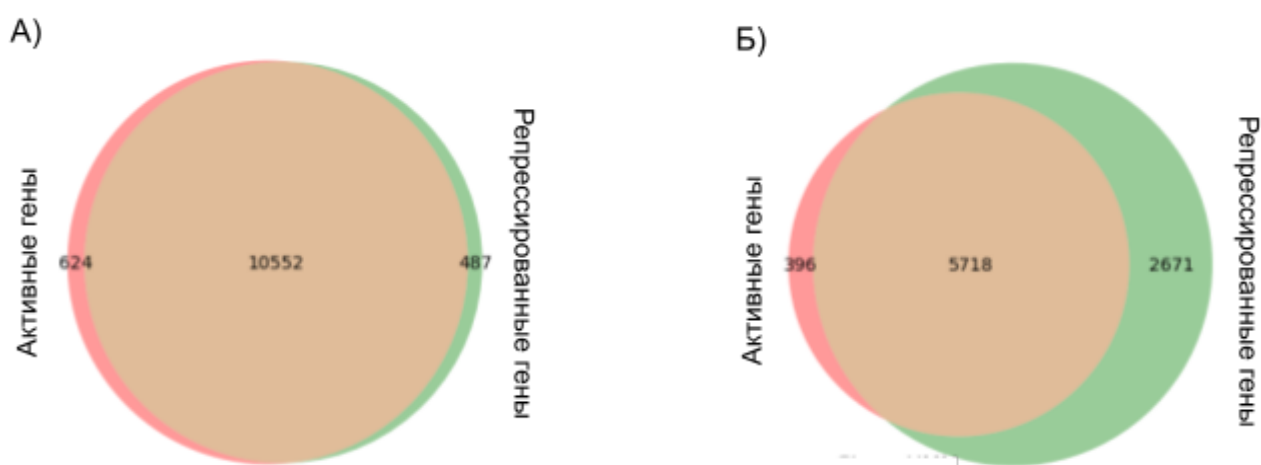 А)
Активные гены
624
10552
487
Репрессированные гены
Б)
Активные гены
396
5718
2671
Репрессированные гены